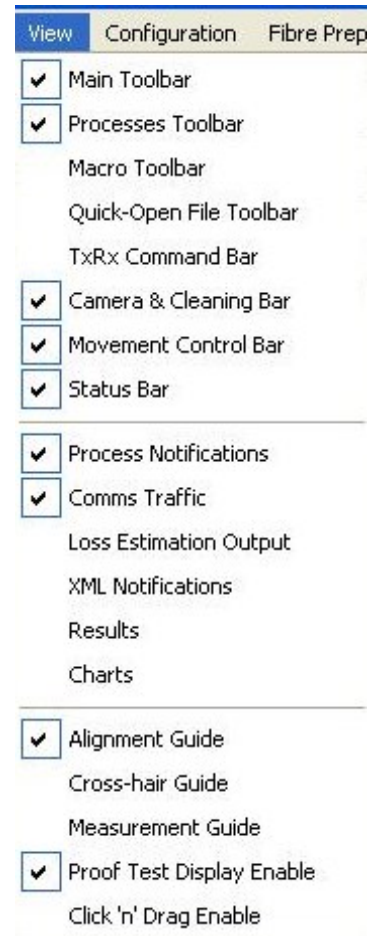 View Configuration Fibre Prep
Main Toolbar
Processes Toolbar
Macro Toolbar
Quick-Open File Toolbar
TxRx Command Bar
Camera & Cleaning Bar
Movement Control Bar
Status Bar
Process Notifications
Comms Traffic
Loss Estimation Output
XML Notifications
Results
Charts
Alignment Guide
Cross-hair Guide
Measurement Guide
Proof Test Display Enable
Click 'n' Drag Enable